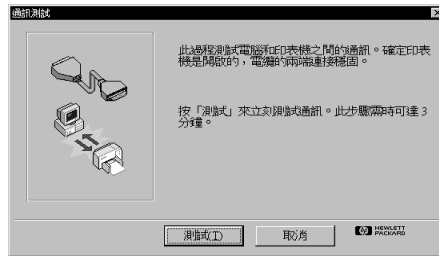 通訊測試
此過程測試電腦和印表機之間的通訊。確定印表
機是開啟的，電纜的兩端連接穩固。
按「測試」來立刻測試通訊。此步驟需時可達 3
分鐘。
測試(T)
取消
hp HEWLETT
PACKARD